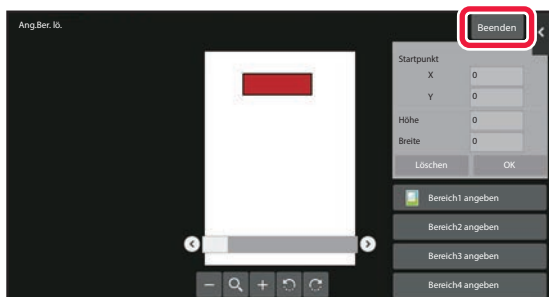 Ang.Ber. lö.
Beenden
Startpunkt
X 0
Y 0
Höhe 0
Breite 0
Löschen OK
Bereich1 angeben
Bereich2 angeben
Bereich3 angeben
Bereich4 angeben